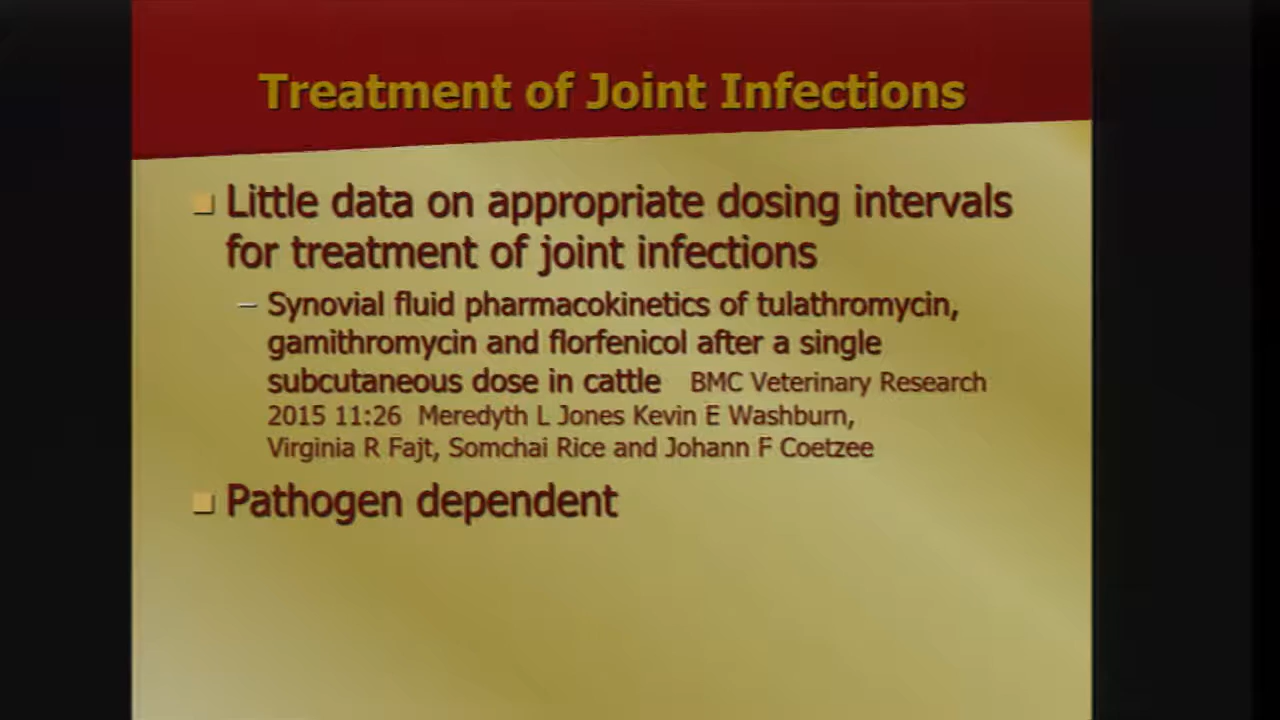 Treatment of Joint Infections
Little data on appropriate dosing intervals
for treatment of joint infections
– Synovial fluid pharmacokinetics of tulathromycin,
gamithromycin and florfenicol after a single
subcutaneous dose in cattle BMC Veterinary Research
2015 11:26 Meredyth L Jones Kevin E Washburn,
Virginia R Fajt, Somchai Rice and Johann F Coetzee
Pathogen dependent